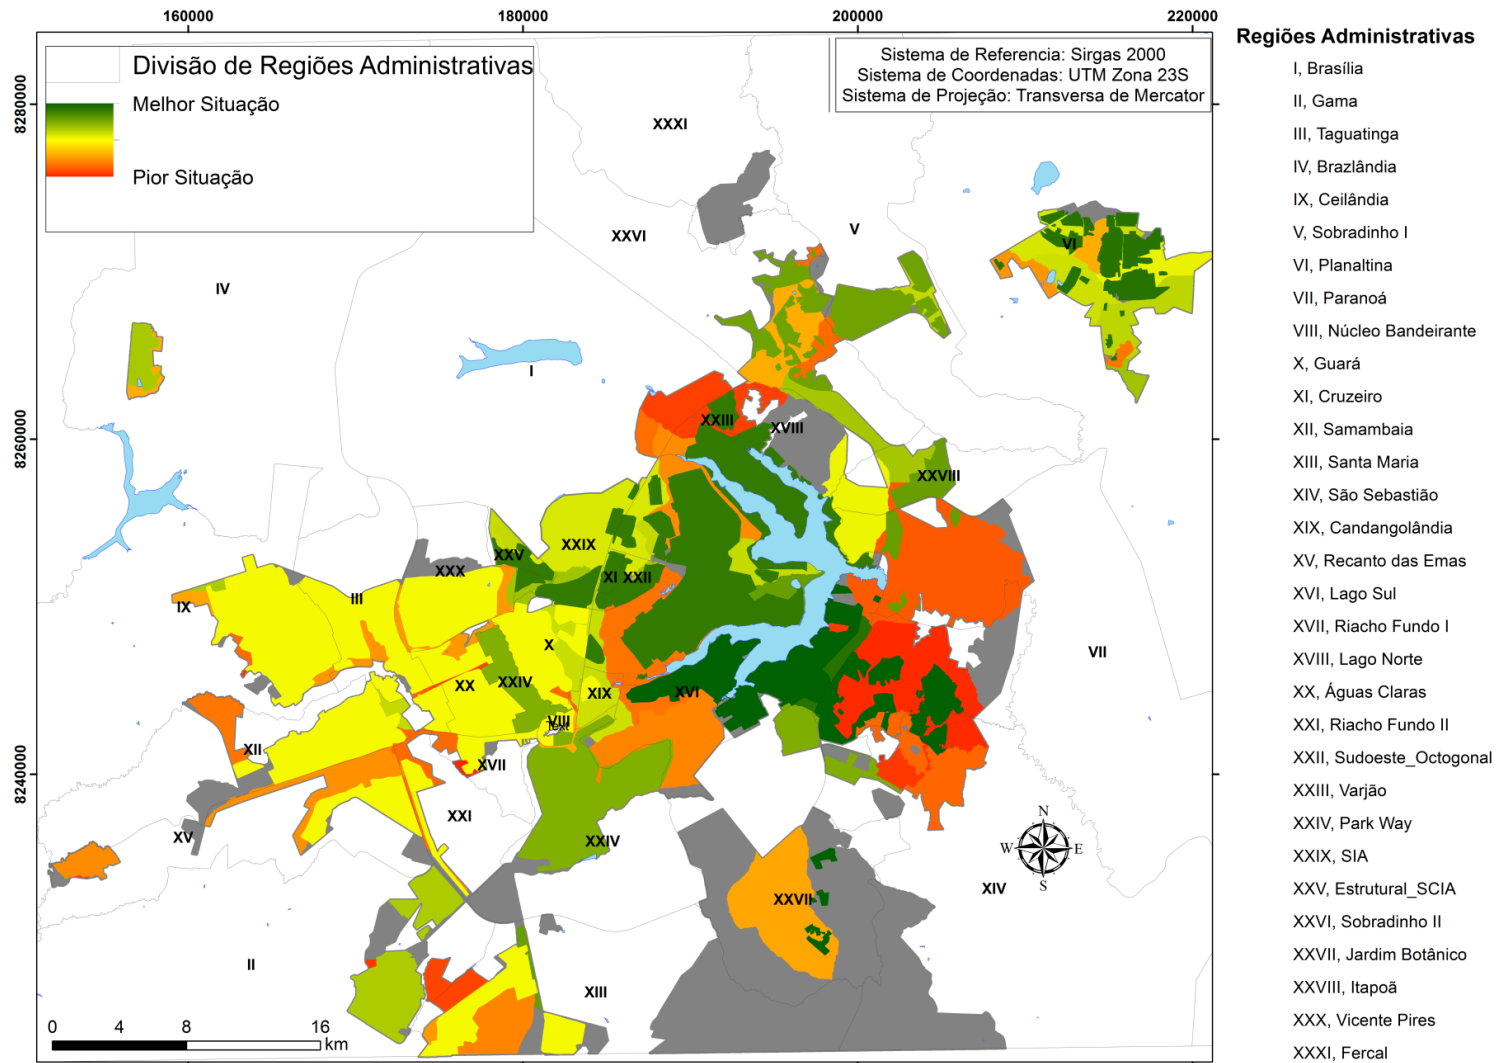 160000
180000
200000
220000
8280000
8260000
8240000
Divisão de Regiões Administrativas
Melhor Situação
Pior Situação
Sistema de Referencia: Sirgas 2000
Sistema de Coordenadas: UTM Zona 23S
Sistema de Projeção: Transversa de Mercator
XXXI
XXVI
V
VI
IV
I
XXIII
XVIII
XXVIII
XXIX
XXV
XXX
XI
XXII
III
IX
X
VII
XX
XXIV
XIX
XVI
VIII
XII
XVII
XXI
XV
XXIV
XIV
XXVII
II
XIII
N
W
E
S
0
4
8
16
km
Regiões Administrativas
I, Brasília
II, Gama
III, Taguatinga
IV, Brazlândia
IX, Ceilândia
V, Sobradinho I
VI, Planaltina
VII, Paranoá
VIII, Núcleo Bandeirante
X, Guará
XI, Cruzeiro
XII, Samambaia
XIII, Santa Maria
XIV, São Sebastião
XIX, Candangolândia
XV, Recanto das Emas
XVI, Lago Sul
XVII, Riacho Fundo I
XVIII, Lago Norte
XX, Águas Claras
XXI, Riacho Fundo II
XXII, Sudoeste_Octogonal
XXIII, Varjão
XXIV, Park Way
XXIX, SIA
XXV, Estrutural_SCIA
XXVI, Sobradinho II
XXVII, Jardim Botânico
XXVIII, Itapoã
XXX, Vicente Pires
XXXI, Fercal